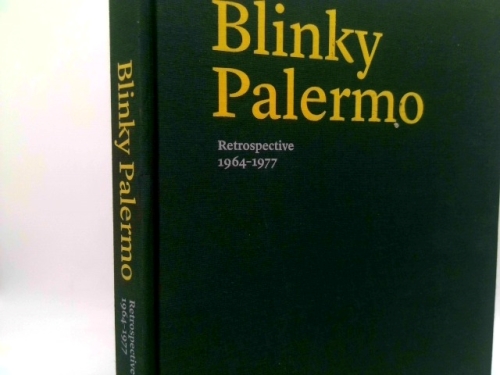 Blinky
Palermo
Retrospective
1964–1977
Blinky Palermo
Retrospective
1964–1977